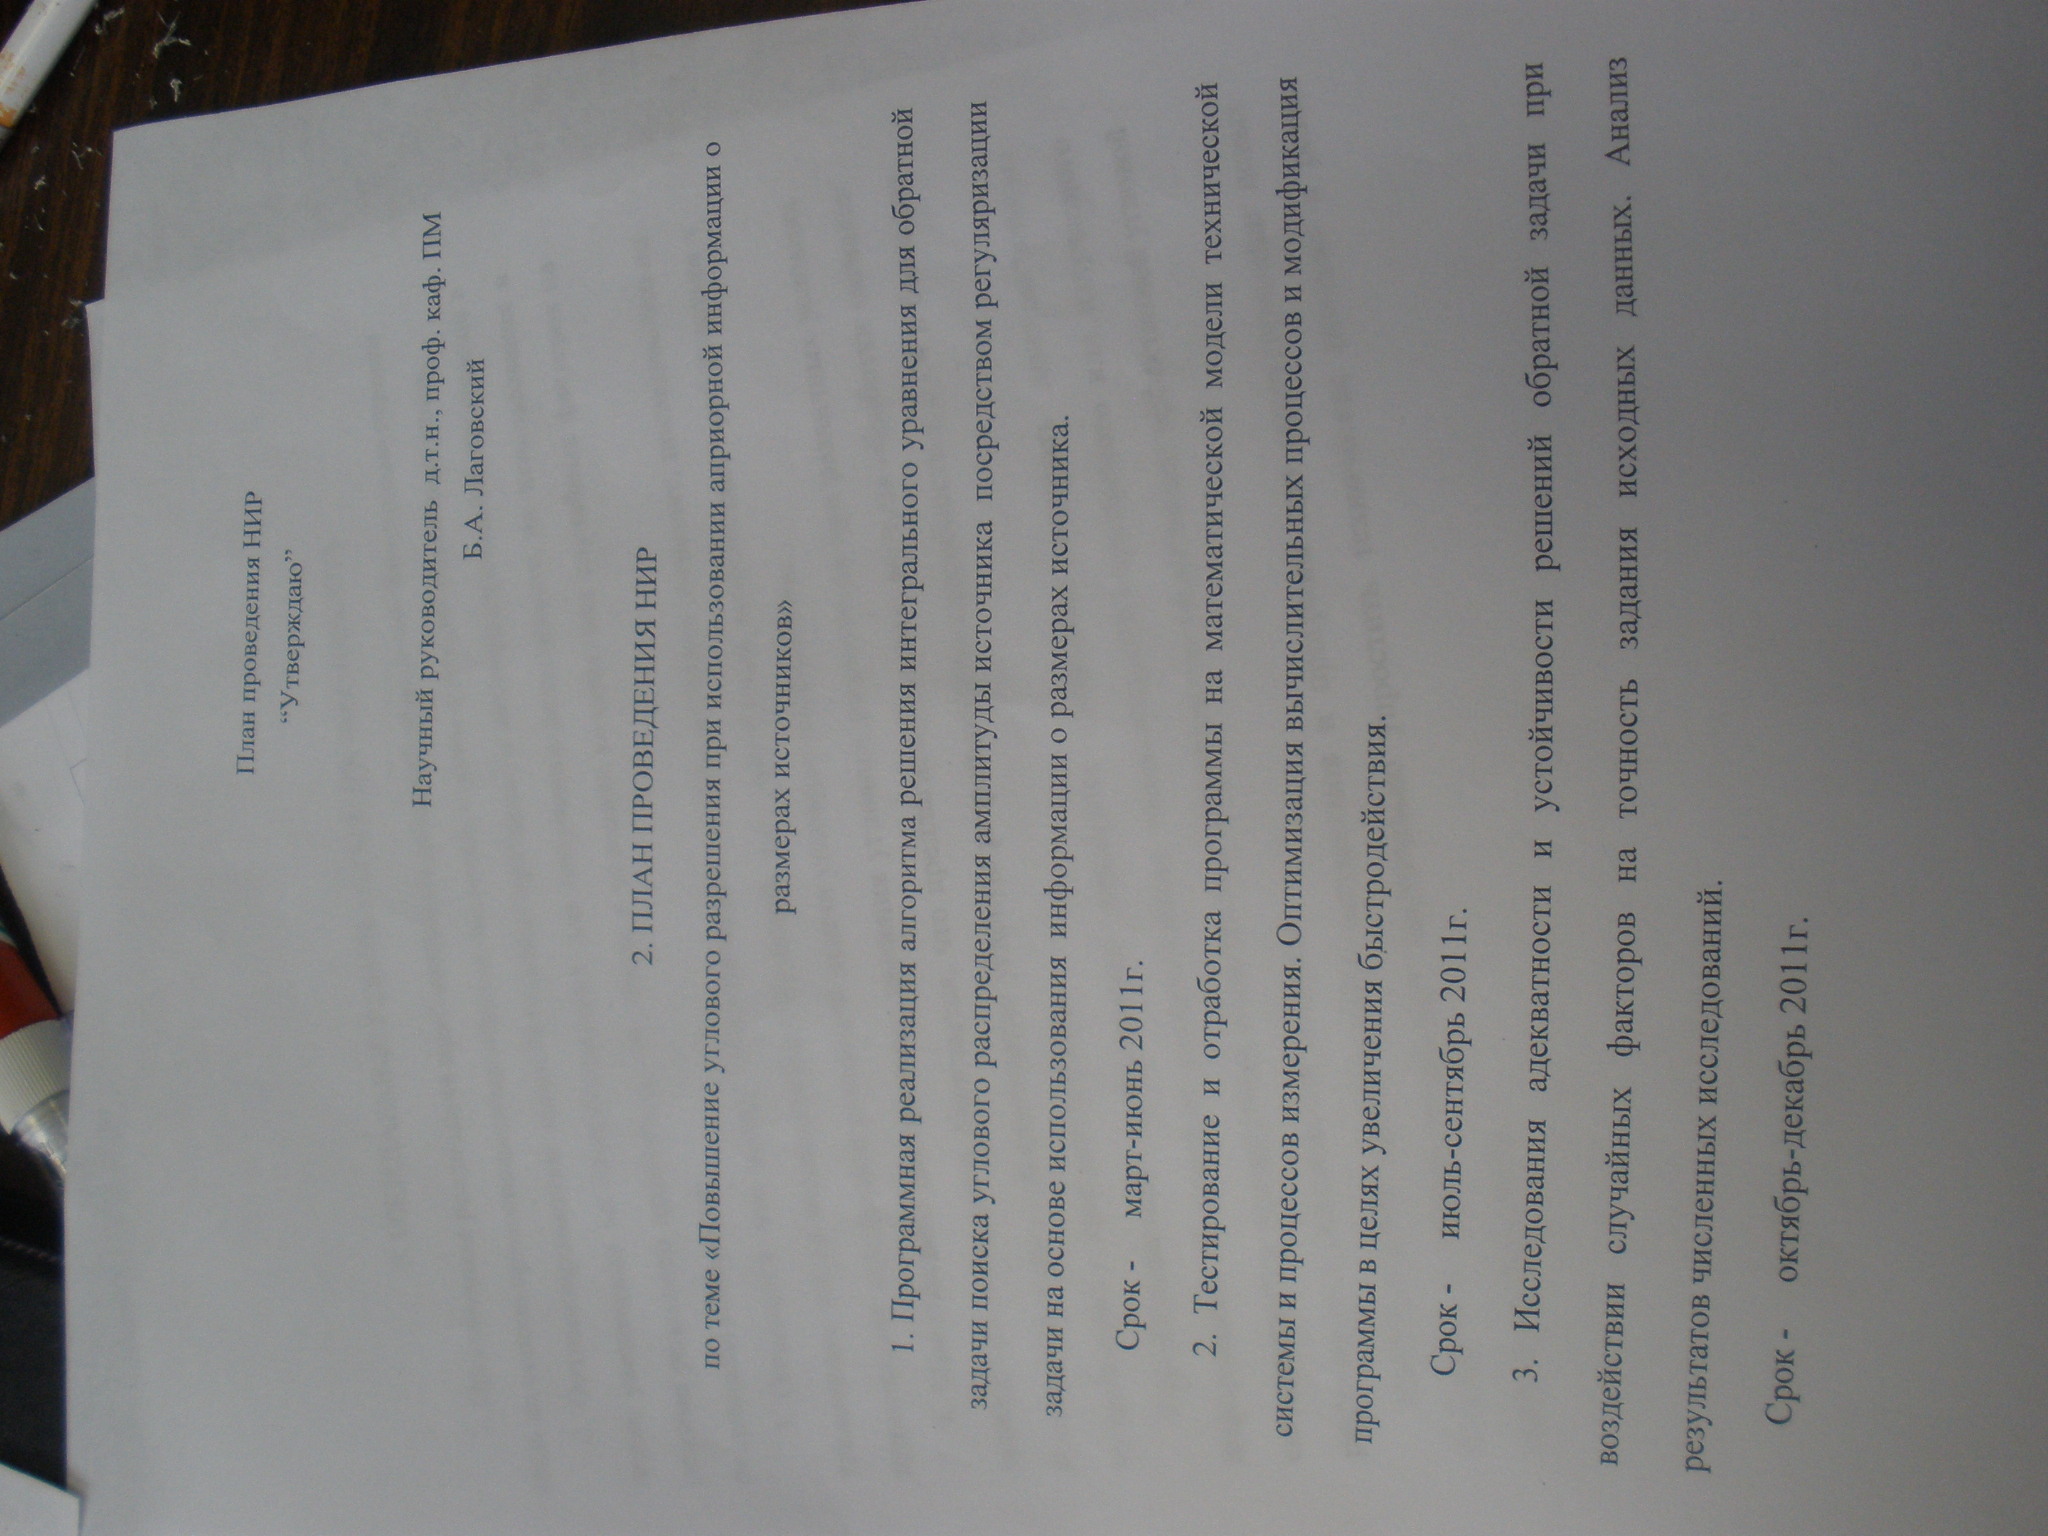 План проведения НИР
“Утверждаю”
Научный руководитель д.т.н., проф. каф. ПМ
Б.А. Лаговский
2. ПЛАН ПРОВЕДЕНИЯ НИР
по теме «Повышение углового разрешения при использовании априорной информации о
размерах источников»
1. Программная реализация алгоритма решения интегрального уравнения для обратной
задачи поиска углового распределения амплитуды источника посредством регуляризации
задачи на основе использования информации о размерах источника.
Срок - март-июнь 2011г.
2. Тестирование и отработка программы на математической модели технической
системы и процессов измерения. Оптимизация вычислительных процессов и модификация
программы в целях увеличения быстродействия.
Срок - июль-сентябрь 2011г.
3. Исследования адекватности и устойчивости решений обратной задачи при
воздействии случайных факторов на точность задания исходных данных. Анализ
результатов численных исследований.
Срок - октябрь-декабрь 2011г.